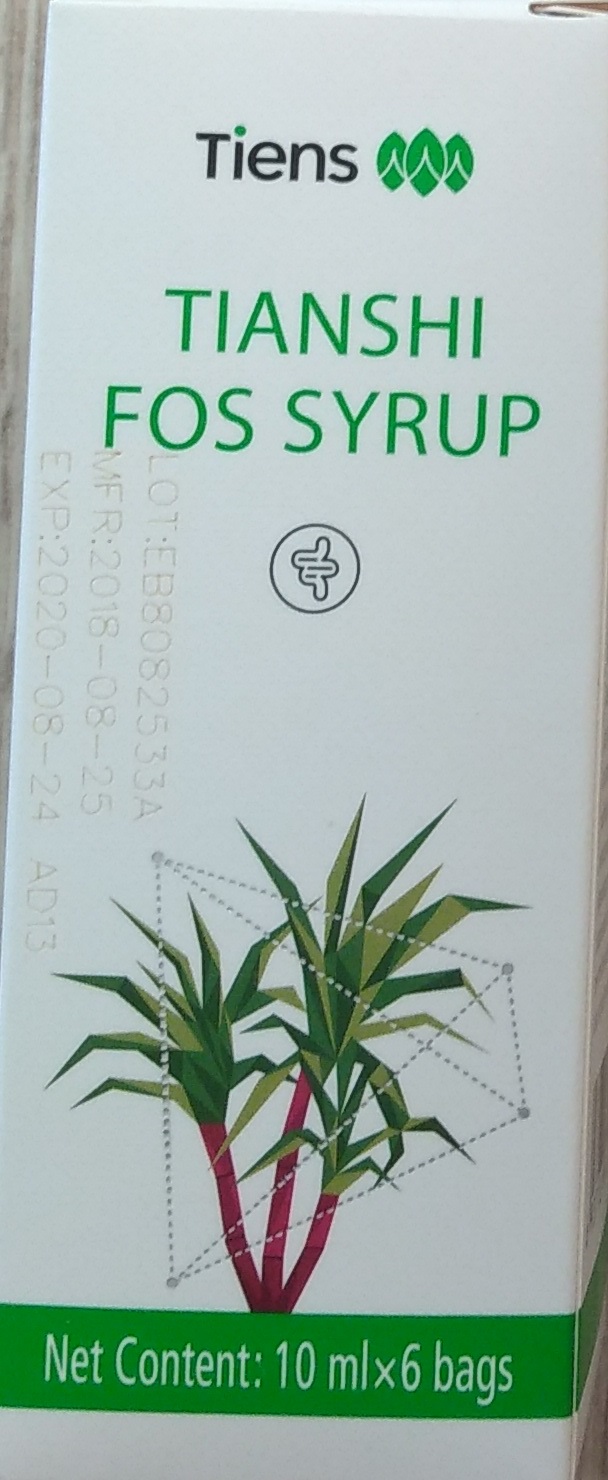 Tiens
TIANSHI
FOS SYRUP
LOT:EB8082533A
MFR:2018-08-25
EXP:2020-08-24 AD13
Net Content: 10 ml×6 bags